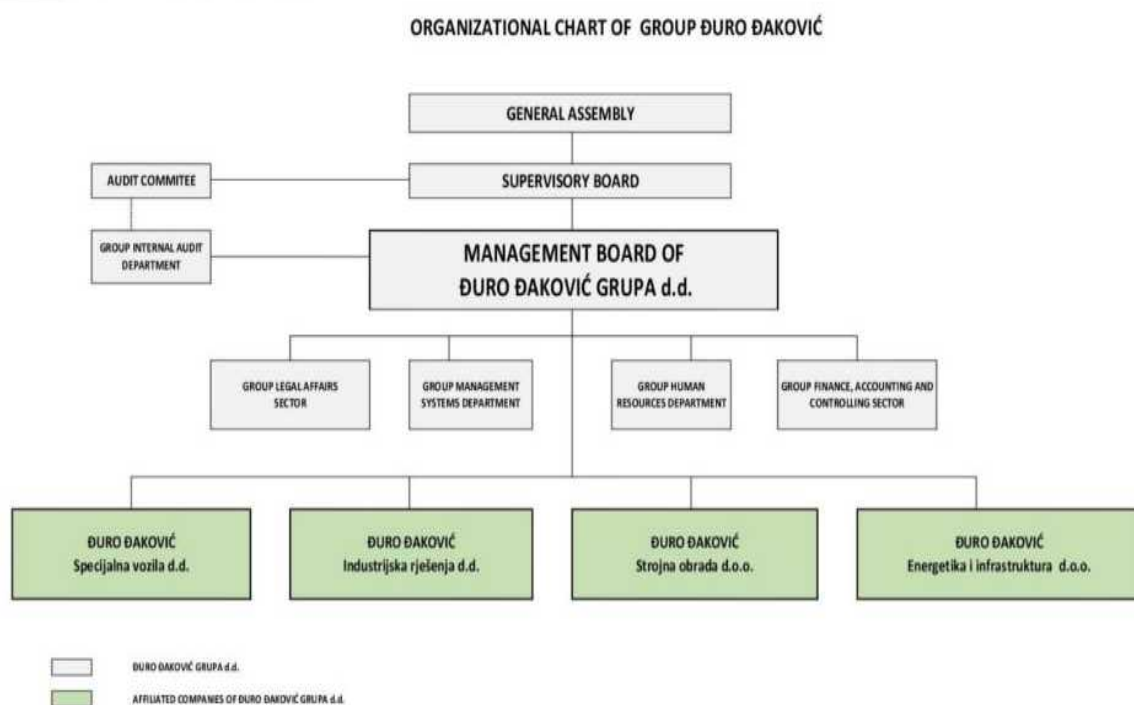 ORGANIZATIONAL CHART OF GROUP ĐURO ĐAKOVIĆ
GENERAL ASSEMBLY
AUDIT COMMITEE
SUPERVISORY BOARD
GROUP INTERNAL AUDIT
DEPARTMENT
MANAGEMENT BOARD OF
ĐURO ĐAKOVIĆ GRUPA d.d.
GROUP LEGAL AFFAIRS
SECTOR
GROUP MANAGEMENT
SYSTEMS DEPARTMENT
GROUP HUMAN
RESOURCES DEPARTMENT
GROUP FINANCE, ACCOUNTING AND
CONTROLLING SECTOR
ĐURO ĐAKOVIĆ
Specijalna vozila d.d.
ĐURO ĐAKOVIĆ
Industrijska rješenja d.d.
ĐURO ĐAKOVIĆ
Strojna obrada d.o.o.
ĐURO ĐAKOVIĆ
Energetika i infrastruktura d.o.o.
ĐURO ĐAKOVIĆ GRUPA d.d.
AFFILIATED COMPANIES OF ĐURO ĐAKOVIĆ GRUPA d.d.